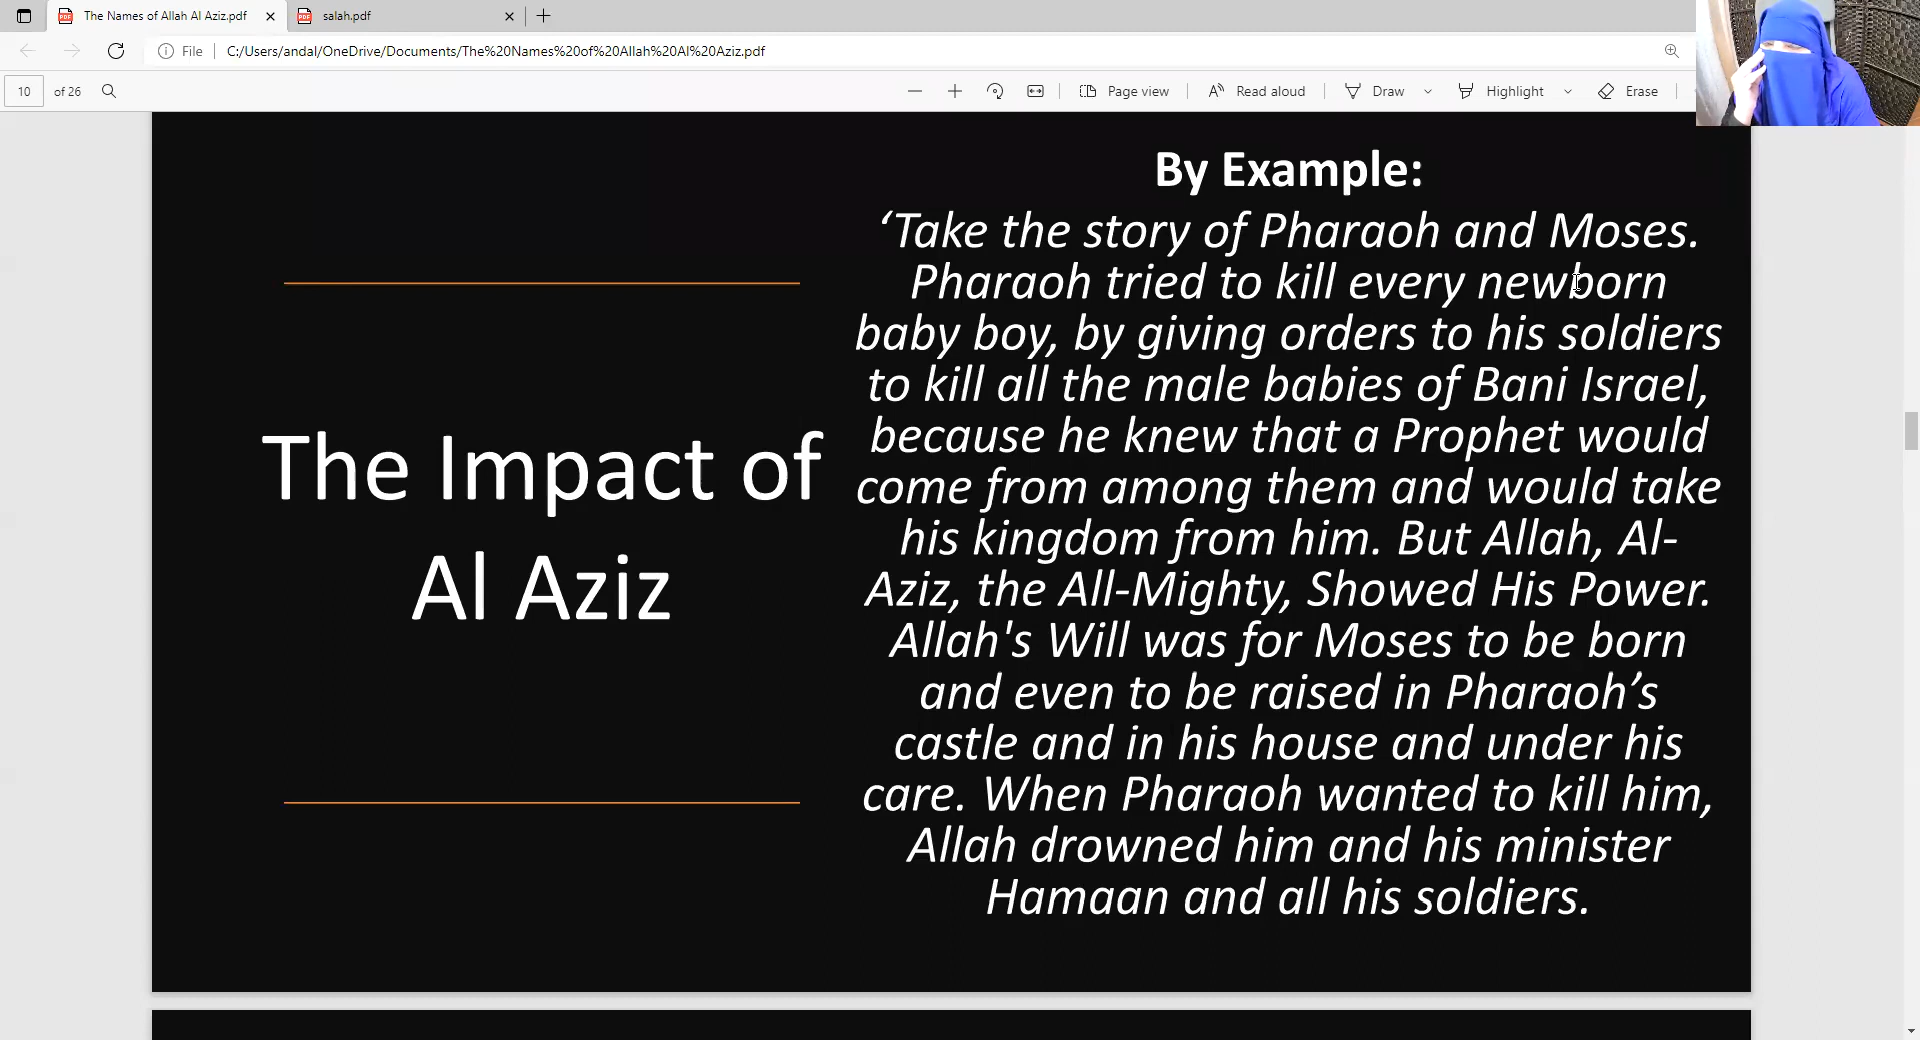 The Names of Allah Al Aziz.pdf
salah.pdf
File
C:/Users/andal/OneDrive/Documents/The%20Names%20of%20Allah%20Al%20Aziz.pdf
10 of 26
Page view
Read aloud
Draw
Highlight
Erase
The Impact of
Al Aziz
By Example:
‘Take the story of Pharaoh and Moses.
Pharaoh tried to kill every newborn
baby boy, by giving orders to his soldiers
to kill all the male babies of Bani Israel,
because he knew that a Prophet would
come from among them and would take
his kingdom from him. But Allah, Al-
Aziz, the All-Mighty, Showed His Power.
Allah's Will was for Moses to be born
and even to be raised in Pharaoh’s
castle and in his house and under his
care. When Pharaoh wanted to kill him,
Allah drowned him and his minister
Hamaan and all his soldiers.